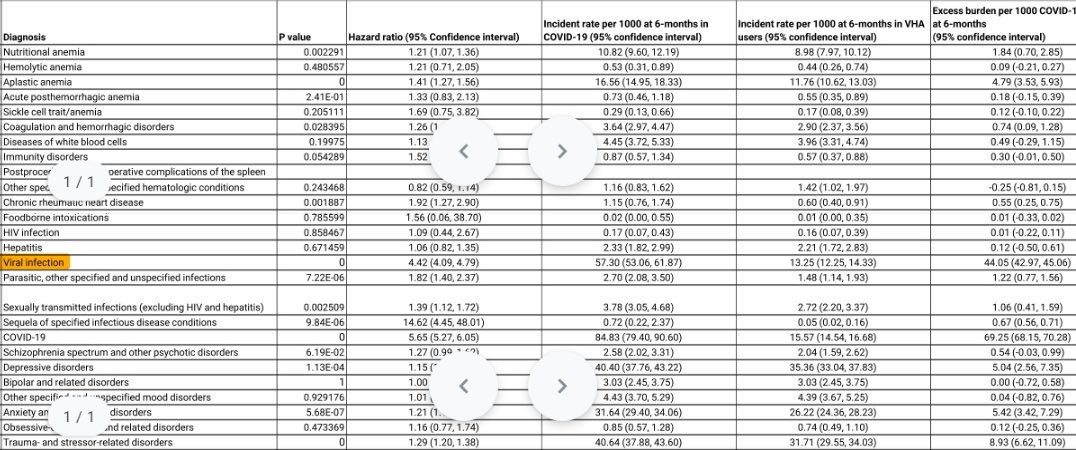 Excess burden per 1000 COVID-1
Incident rate per 1000 at 6-months in Incident rate per 1000 at 6-months in VHA at 6-months
Diagnosis P value Hazard ratio (95% Confidence interval) COVID-19 (95% confidence interval) users (95% confidence interval) (95% confidence interval)
Nutritional anemia 0.002291 1.21 (1.07, 1.36) 10.82 (9.60, 12.19) 8.98 (7.97, 10.12) 1.84 (0.70, 2.85)
Hemolytic anemia 0.480557 1.21 (0.71, 2.05) 0.53 (0.31, 0.89) 0.44 (0.26, 0.74) 0.09 (-0.21, 0.27)
Aplastic anemia 0 1.41 (1.27, 1.56) 16.56 (14.95, 18.33) 11.76 (10.62, 13.03) 4.79 (3.53, 5.93)
Acute posthemorrhagic anemia 2.41E-01 1.33 (0.83, 2.13) 0.73 (0.46, 1.18) 0.55 (0.35, 0.89) 0.18 (-0.15, 0.39)
Sickle cell trait/anemia 0.205111 1.69 (0.75, 3.82) 0.29 (0.13, 0.66) 0.17 (0.08, 0.39) 0.12 (-0.10, 0.22)
Coagulation and hemorrhagic disorders 0.028395 1.26 (1 3.64 (2.97, 4.47) 2.90 (2.37, 3.56) 0.74 (0.09, 1.28)
Diseases of white blood cells 0.19975 1.13 4.45 (3.72, 5.33) 3.96 (3.31, 4.74) 0.49 (-0.29, 1.15)
Immunity disorders 0.054289 1.52 0.87 (0.57, 1.34) 0.57 (0.37, 0.88) 0.30 (-0.01, 0.50)
complications of the spleen
1 / 1
Other hematologic conditions 0.243468 0.82 (0.59, 1.14) 1.16 (0.83, 1.62) 1.42 (1.02, 1.97) -0.25 (-0.81, 0.15)
Chronic rheumatic heart disease 0.001887 1.92 (1.27, 2.90) 1.15 (0.76, 1.74) 0.60 (0.40, 0.91) 0.55 (0.25, 0.75)
Foodborne intoxications 0.785599 1.56 (0.06, 38.70) 0.02 (0.00, 0.55) 0.01 (0.00, 0.35) 0.01 (-0.33, 0.02)
HIV infection 0.858467 1.09 (0.44, 2.67) 0.17 (0.07, 0.43) 0.16 (0.07, 0.39) 0.01 (-0.22, 0.11)
Hepatitis 0.671459 1.06 (0.82, 1.35) 2.33 (1.82, 2.99) 2.21 (1.72, 2.83) 0.12 (-0.50, 0.61)
Viral infection 0 4.42 (4.09, 4.79) 57.30 (53.06, 61.87) 13.25 (12.25, 14.33) 44.05 (42.97, 45.06)
Parasitic, other specified and unspecified infections 7.22E-06 1.82 (1.40, 2.37) 2.70 (2.08, 3.50) 1.48 (1.14, 1.93) 1.22 (0.77, 1.56)
Sexually transmitted infections (excluding HIV and hepatitis) 0.002509 1.39 (1.12, 1.72) 3.78 (3.05, 4.68) 2.72 (2.20, 3.37) 1.06 (0.41, 1.59)
Sequela of specified infectious disease conditions 9.84E-06 14.62 (4.45, 48.01) 0.72 (0.22, 2.37) 0.05 (0.02, 0.16) 0.67 (0.56, 0.71)
COVID-19 0 5.65 (5.27, 6.05) 84.83 (79.40, 90.60) 15.57 (14.54, 16.68) 69.25 (68.15, 70.28)
Schizophrenia spectrum and other psychotic disorders 6.19E-02 1.27 (0.99, 1.62) 2.58 (2.02, 3.31) 2.04 (1.59, 2.62) 0.54 (-0.03, 0.99)
Depressive disorders 1.13E-04 1.15 40.40 (37.76, 43.22) 35.36 (33.04, 37.83) 5.04 (2.56, 7.35)
Bipolar and related disorders 1 1.00 3.03 (2.45, 3.75) 3.03 (2.45, 3.75) 0.00 (-0.72, 0.58)
Other specified and unspecified mood disorders 0.929176 1.01 4.43 (3.70, 5.29) 4.39 (3.67, 5.25) 0.04 (-0.82, 0.76)
Anxiety disorders 5.68E-07 1.21 31.64 (29.40, 34.06) 26.22 (24.36, 28.23) 5.42 (3.42, 7.29)
1 / 1
and related disorders 0.473369 1.16 (0.77, 1.74) 0.85 (0.57, 1.28) 0.74 (0.49, 1.10) 0.12 (-0.25, 0.36)
Trauma- and stressor-related disorders 0 1.29 (1.20, 1.38) 40.64 (37.88, 43.60) 31.71 (29.55, 34.03) 8.93 (6.62, 11.09)